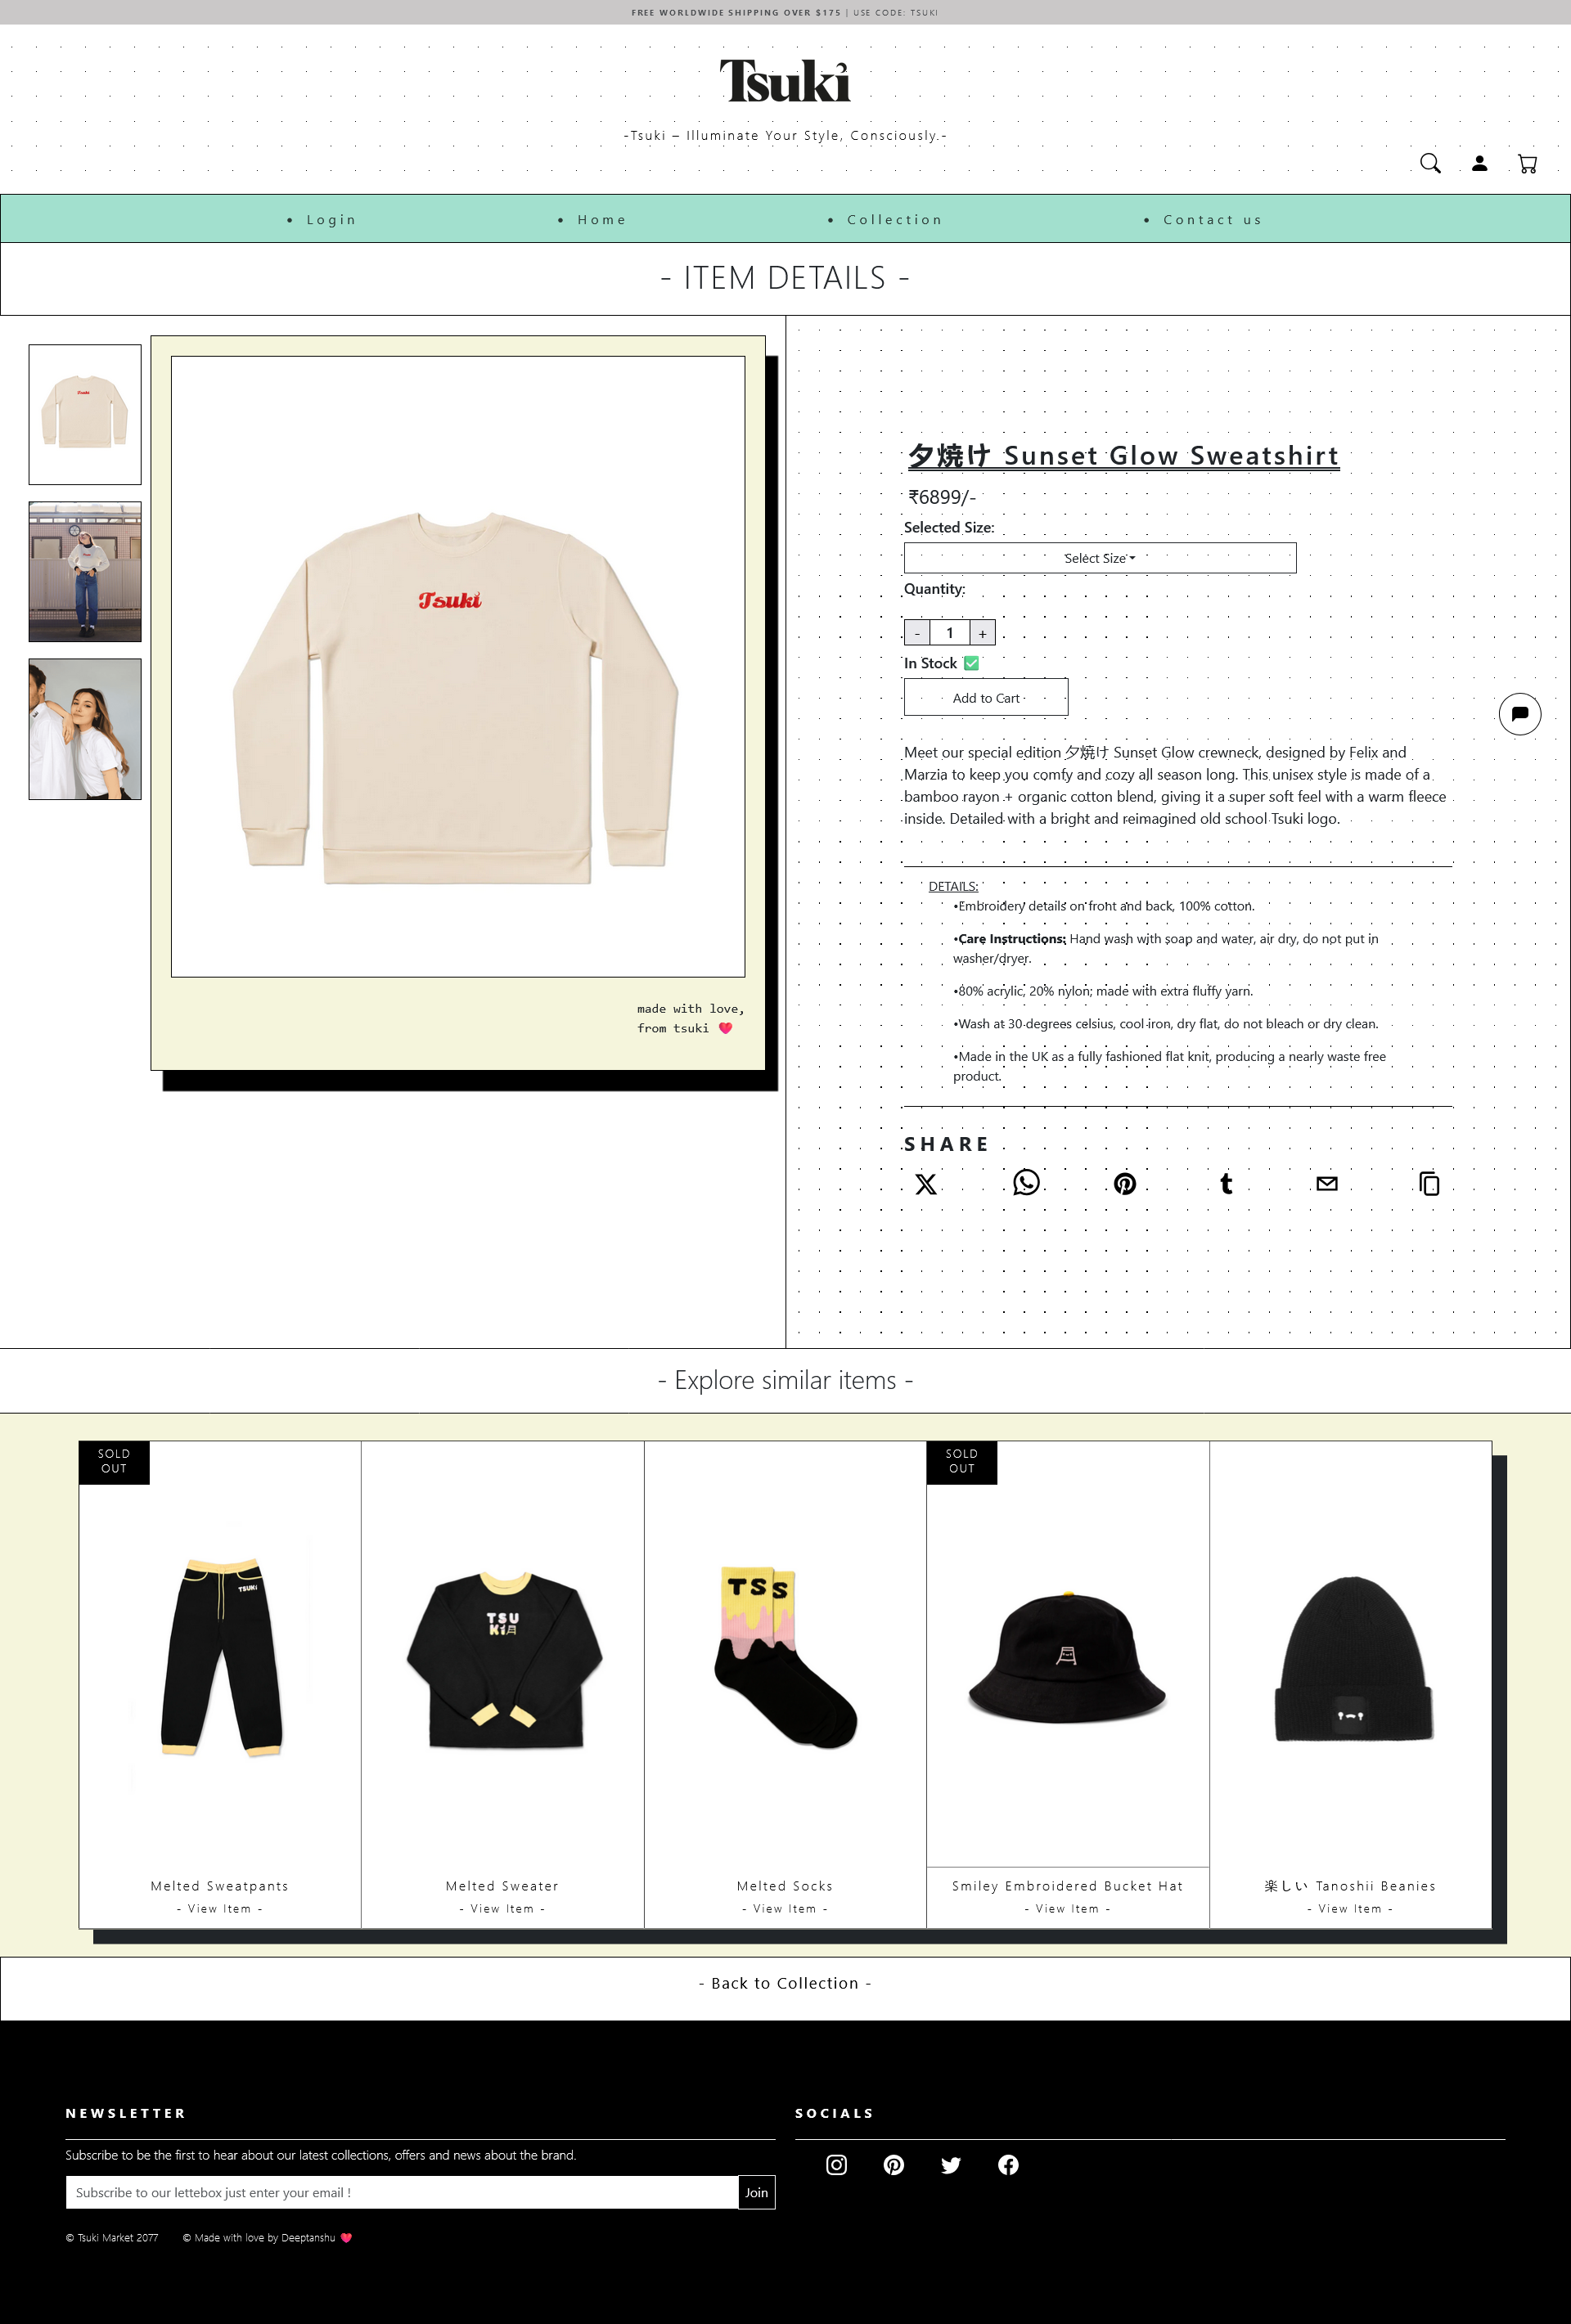 FREE WORLDWIDE SHIPPING OVER $175 | USE CODE: TSUKI
Tsuki
-Tsuki – Illuminate Your Style, Consciously.-
• Login
• Home
• Collection
• Contact us
- ITEM DETAILS -
Tsuki
Tsuki
made with love,
from tsuki
夕焼け Sunset Glow Sweatshirt
₹6899/-
Selected Size:
Select Size
Quantity:
- 1 +
In Stock ✅
Add to Cart
Meet our special edition 夕焼け Sunset Glow crewneck, designed by Felix and
Marzia to keep you comfy and cozy all season long. This unisex style is made of a
bamboo rayon + organic cotton blend, giving it a super soft feel with a warm fleece
inside. Detailed with a bright and reimagined old school Tsuki logo.
DETAILS:
•Embroidery details on front and back, 100% cotton.
•Care Instructions: Hand wash with soap and water, air dry, do not put in
washer/dryer.
•80% acrylic, 20% nylon; made with extra fluffy yarn.
•Wash at 30 degrees celsius, cool iron, dry flat, do not bleach or dry clean.
•Made in the UK as a fully fashioned flat knit, producing a nearly waste free
product.
SHARE
- Explore similar items -
SOLD
OUT
TSUKI
Melted Sweatpants
- View Item -
TSU
KI月
Melted Sweater
- View Item -
TSS
S
Melted Socks
- View Item -
SOLD
OUT
Smiley Embroidered Bucket Hat
- View Item -
楽しい Tanoshii Beanies
- View Item -
- Back to Collection -
NEWSLETTER
Subscribe to be the first to hear about our latest collections, offers and news about the brand.
Subscribe to our lettebox just enter your email !
Join
© Tsuki Market 2077
© Made with love by Deeptanshu
SOCIALS